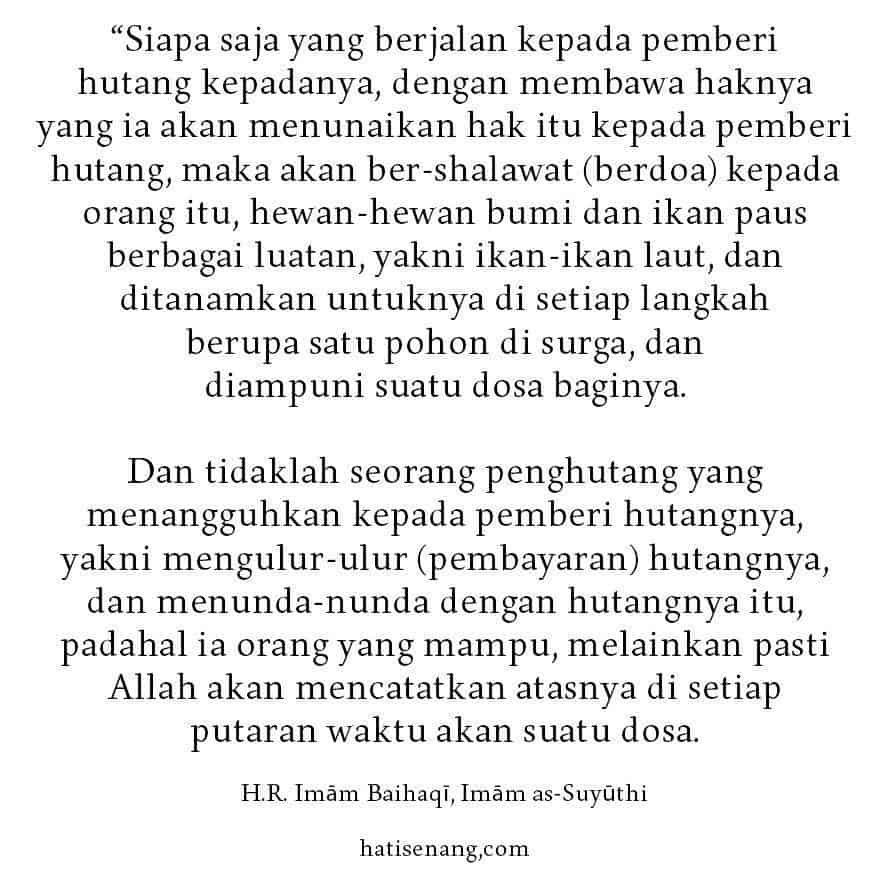 “Siapa saja yang berjalan kepada pemberi
hutang kepadanya, dengan membawa haknya
yang ia akan menunaikan hak itu kepada pemberi
hutang, maka akan ber-shalawat (berdoa) kepada
orang itu, hewan-hewan bumi dan ikan paus
berbagai luatan, yakni ikan-ikan laut, dan
ditanamkan untuknya di setiap langkah
berupa satu pohon di surga, dan
diampuni suatu dosa baginya.
Dan tidaklah seorang penghutang yang
menangguhkan kepada pemberi hutangnya,
yakni mengulur-ulur (pembayaran) hutangnya,
dan menunda-nunda dengan hutangnya itu,
padahal ia orang yang mampu, melainkan pasti
Allah akan mencatatkan atasnya di setiap
putaran waktu akan suatu dosa.
H.R. Imām Baihaqī, Imām as-Suyūthi
hatisenang,com